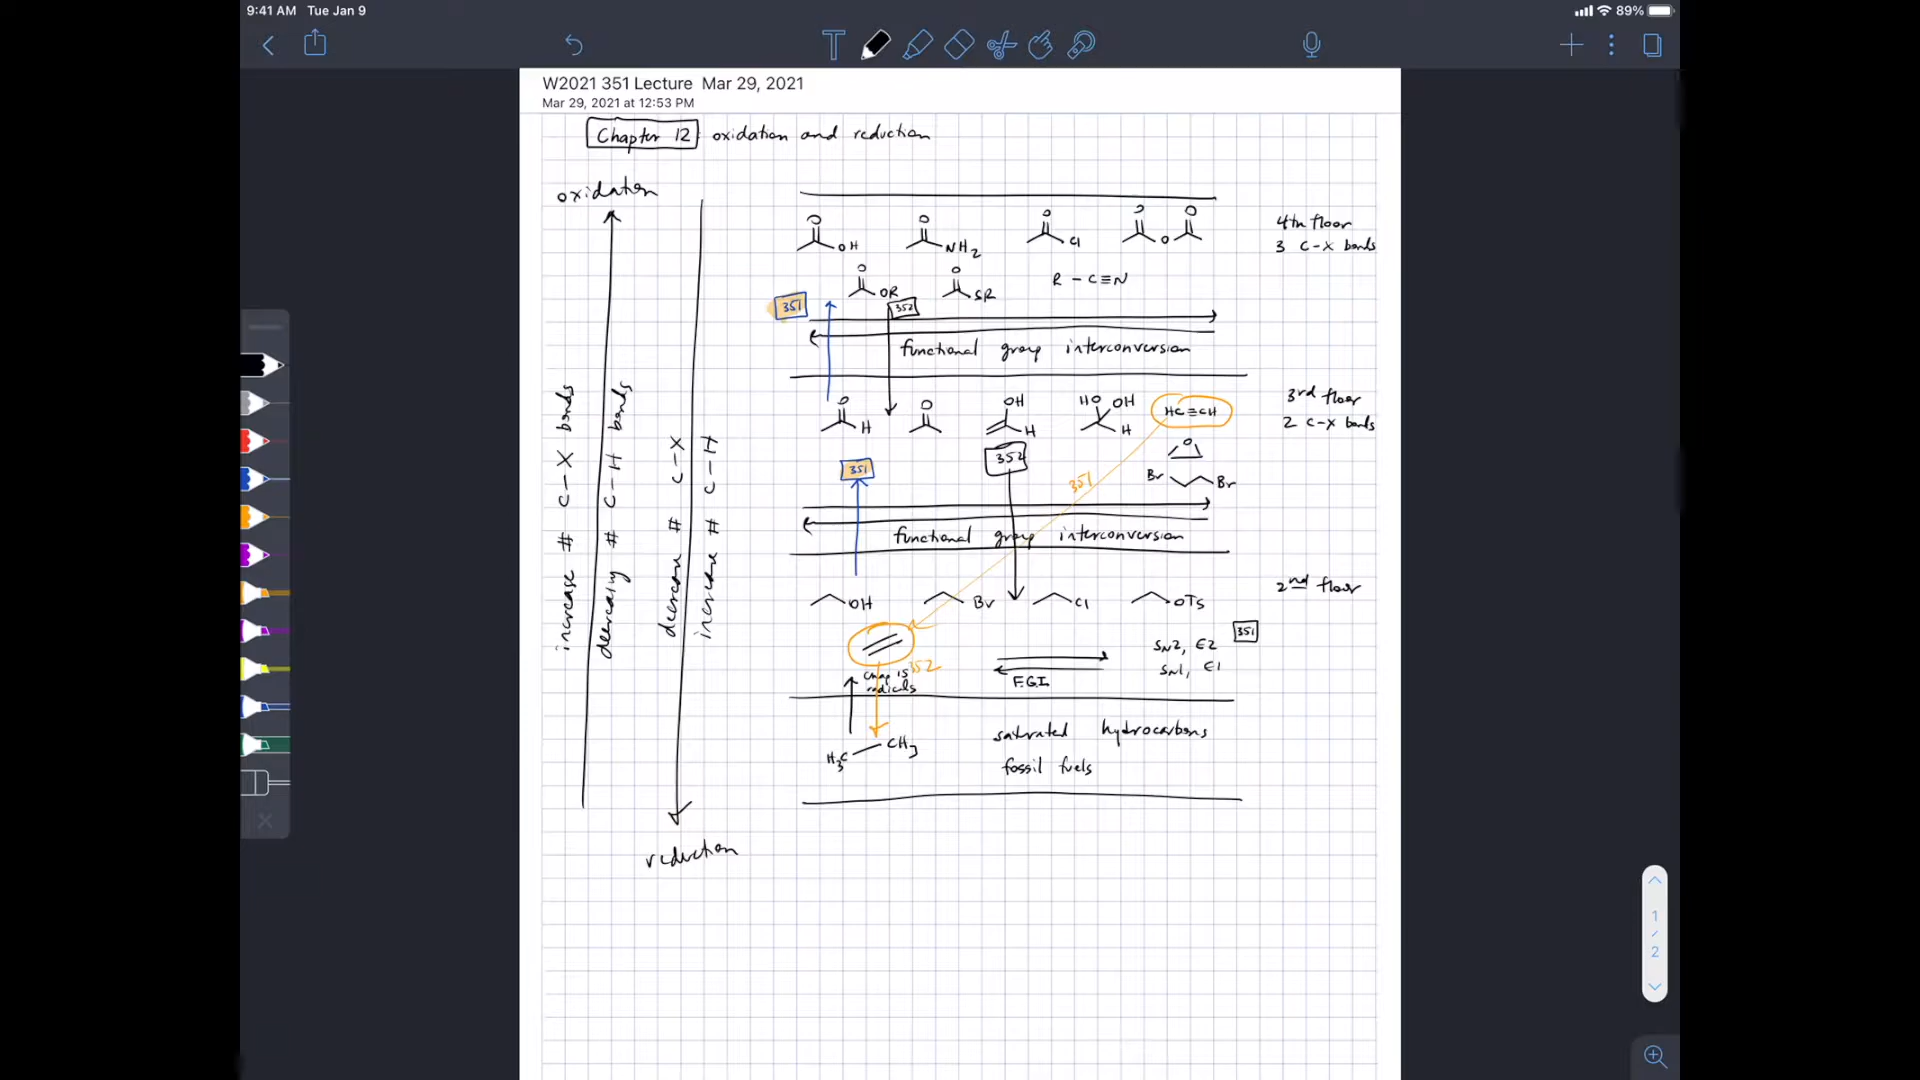 9:41 AM Tue Jan 9
89%
W2021 351 Lecture Mar 29, 2021
Mar 29, 2021 at 12:53 PM
Chapter 12 oxidation and reduction
oxidation
increase # C-X bonds
decreasing # C-H bonds
decrease # C-X
increase # C-H
reduction
O O O O O
OH NH2 Cl O
4th floor
3 C-X bonds
O O
OR SR R-C≡N
351 352
functional group interconversion
O O OH HO OH HC≡CH
H H H
3rd floor
2 C-X bonds
351 352 351
O
Br Br
functional group interconversion
OH Br Cl OTs
2nd floor
351
SN2, E2
SN1, E1
352
chap 15
radicals
F.G.I.
H3C CH3
saturated hydrocarbons
fossil fuels
1
/
2